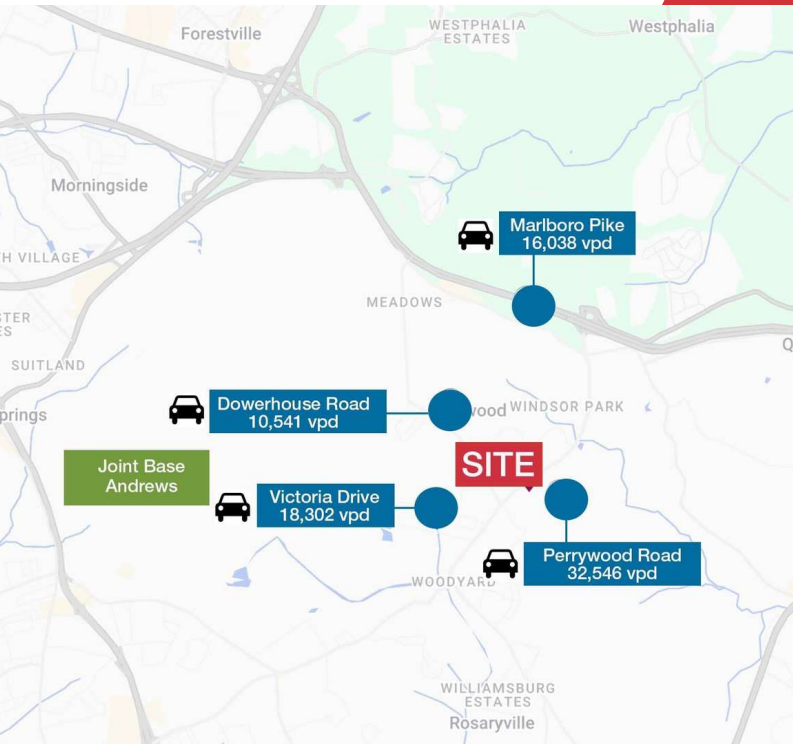 Forestville
WESTPHALIA
ESTATES
Westphalia
Morningside
Marlboro Pike
16,038 vpd
H VILLAGE
MEADOWS
TER
ES
SUITLAND
prings
Dowerhouse Road
10,541 vpd
ood WINDSOR PARK
Q
Joint Base
Andrews
SITE
Victoria Drive
18,302 vpd
Perrywood Road
32,546 vpd
WOODYARD
WILLIAMSBURG
ESTATES
Rosaryville